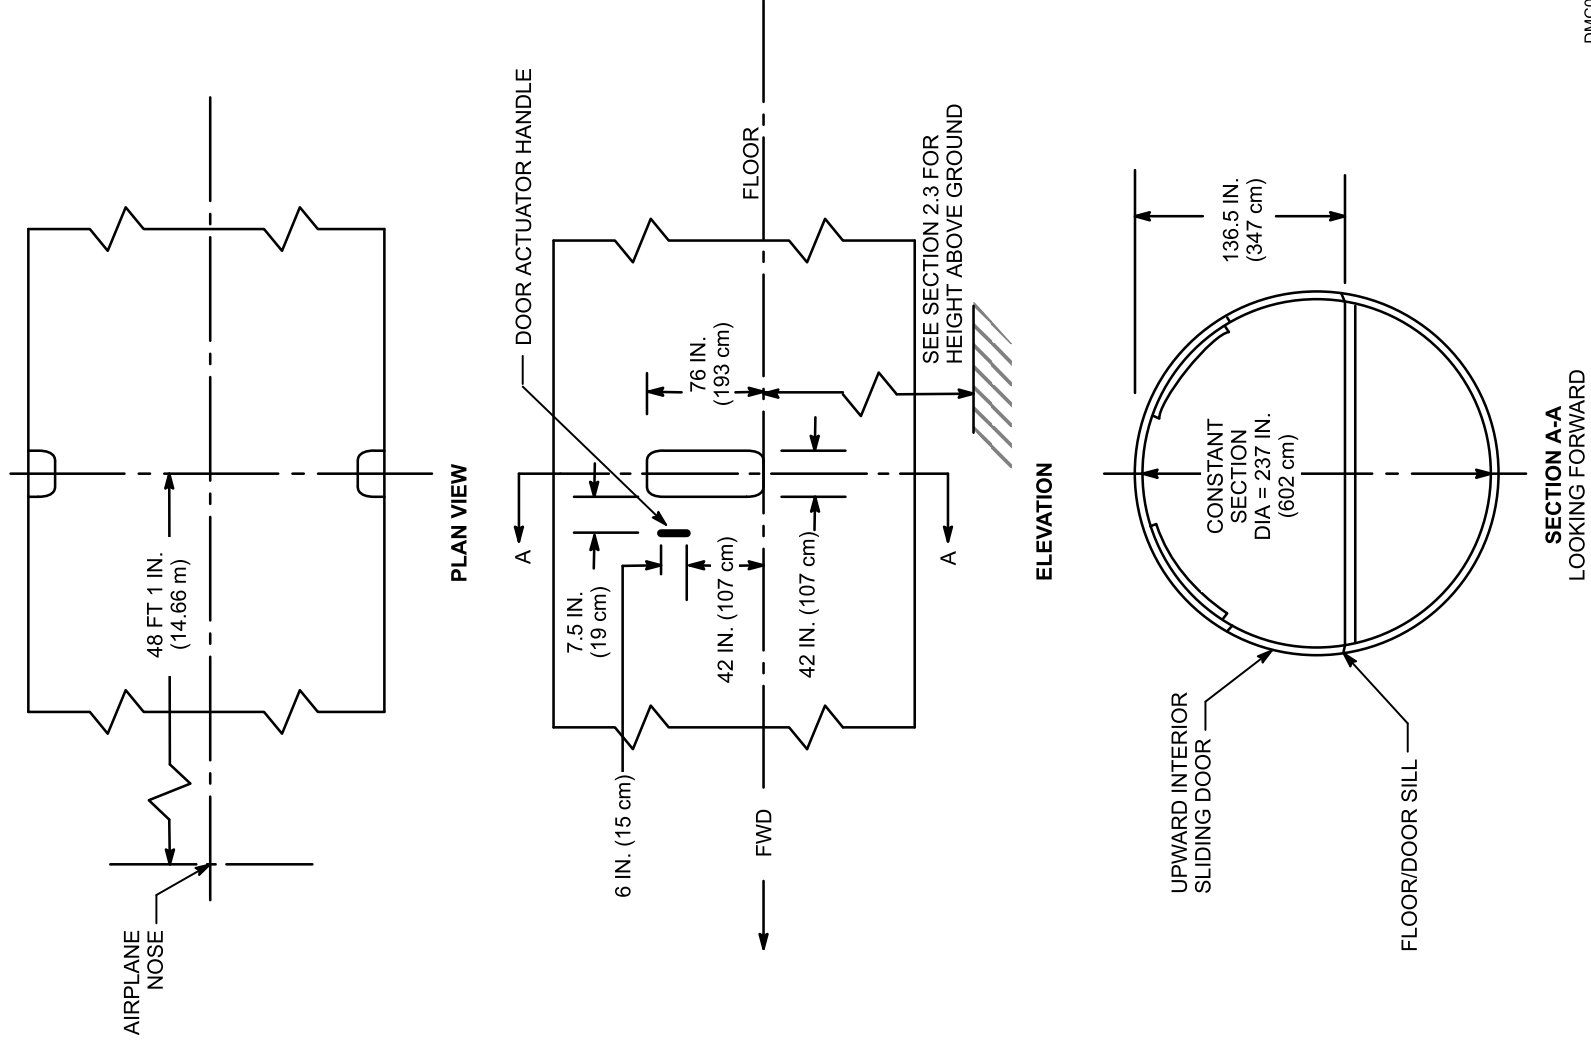 AIRPLANE
NOSE
48 FT 1 IN.
(14.66 m)
PLAN VIEW
DOOR ACTUATOR HANDLE
FLOOR
A
A
7.5 IN.
(19 cm)
76 IN.
(193 cm)
6 IN. (15 cm)
42 IN. (107 cm)
42 IN. (107 cm)
FWD
SEE SECTION 2.3 FOR
HEIGHT ABOVE GROUND
ELEVATION
136.5 IN.
(347 cm)
CONSTANT
SECTION
DIA = 237 IN.
(602 cm)
UPWARD INTERIOR
SLIDING DOOR
FLOOR/DOOR SILL
SECTION A-A
LOOKING FORWARD